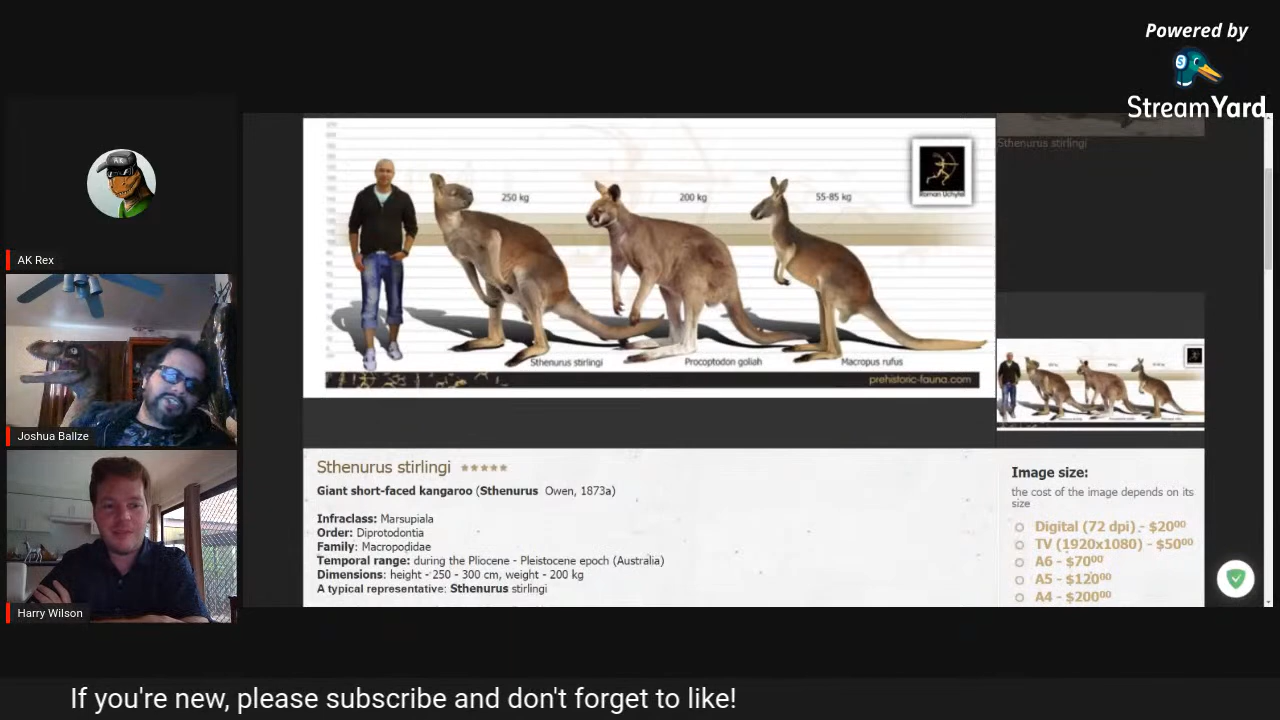 Powered by
StreamYard
AK
AK Rex
Joshua Ballze
Harry Wilson
250 kg
200 kg
55-85 kg
Roman Uchytel
Sthenurus stirlingi
Procoptodon goliah
Macropus rufus
prehistoric-fauna.com
Sthenurus stirlingi
Sthenurus stirlingi ★★★★★
Giant short-faced kangaroo (Sthenurus Owen, 1873a)
Infraclass: Marsupiala
Order: Diprotodontia
Family: Macropodidae
Temporal range: during the Pliocene - Pleistocene epoch (Australia)
Dimensions: height - 250 - 300 cm, weight - 200 kg
A typical representative: Sthenurus stirlingi
Image size:
the cost of the image depends on its
size
Digital (72 dpi) - $20⁰⁰
TV (1920x1080) - $50⁰⁰
A6 - $70⁰⁰
A5 - $120⁰⁰
A4 - $200⁰⁰
If you're new, please subscribe and don't forget to like!